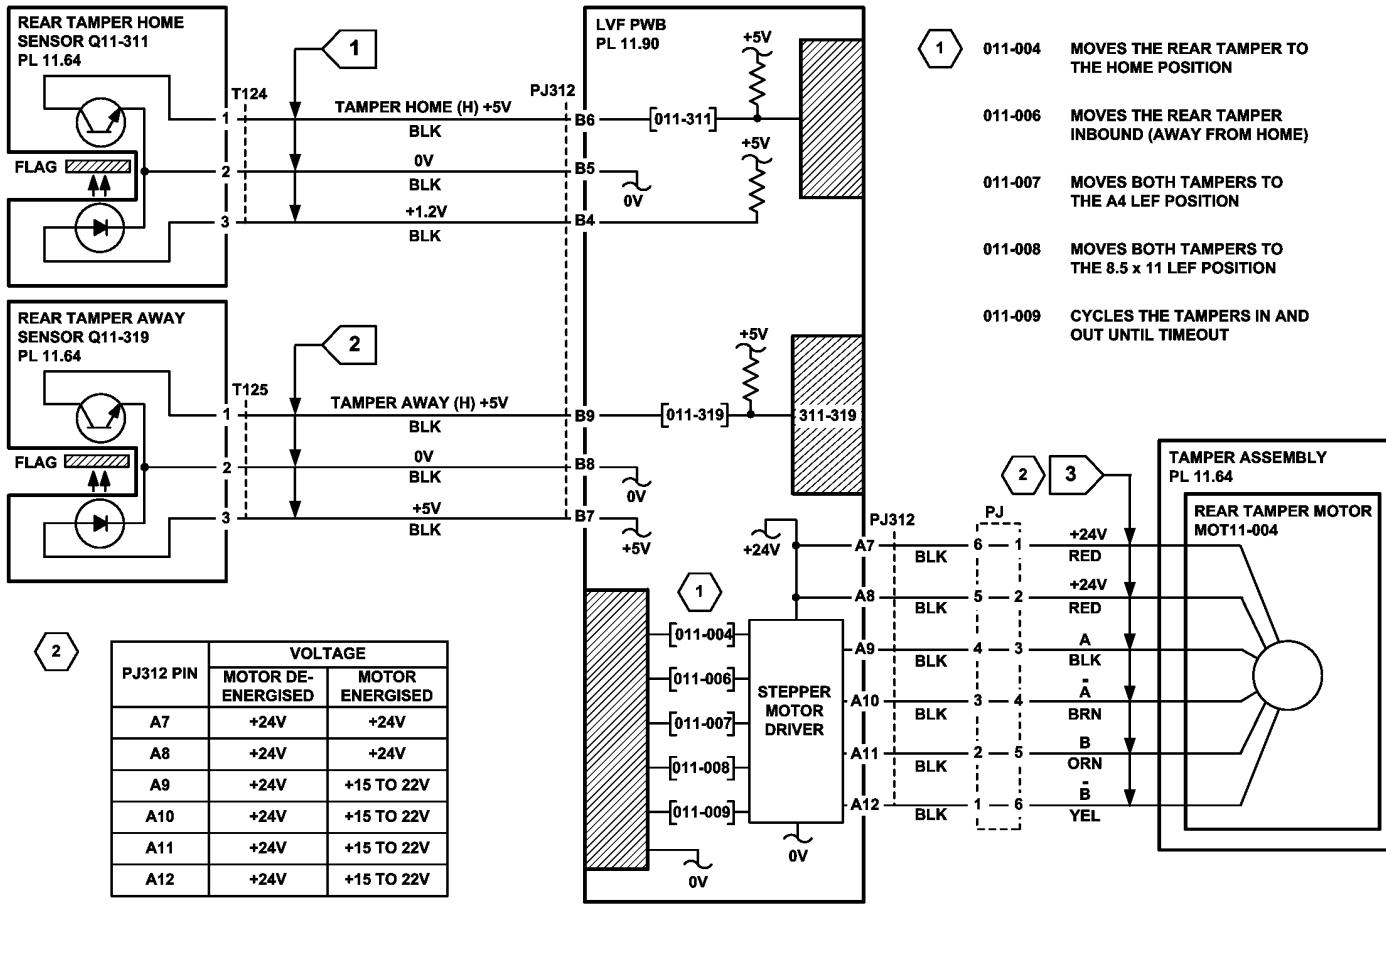 REAR TAMPER HOME
SENSOR Q11-311
PL 11.64
FLAG
T124
1
2
3
1
TAMPER HOME (H) +5V
BLK
0V
BLK
+1.2V
BLK
PJ312
B6
B5
B4
LVF PWB
PL 11.90
[011-311]
+5V
+5V
0V
1
011-004 MOVES THE REAR TAMPER TO
THE HOME POSITION
011-006 MOVES THE REAR TAMPER
INBOUND (AWAY FROM HOME)
011-007 MOVES BOTH TAMPERS TO
THE A4 LEF POSITION
011-008 MOVES BOTH TAMPERS TO
THE 8.5 x 11 LEF POSITION
011-009 CYCLES THE TAMPERS IN AND
OUT UNTIL TIMEOUT
REAR TAMPER AWAY
SENSOR Q11-319
PL 11.64
FLAG
T125
1
2
3
2
TAMPER AWAY (H) +5V
BLK
0V
BLK
+5V
BLK
B9
B8
B7
[011-319]
+5V
311-319
0V
+5V
+24V
1
[011-004]
[011-006]
[011-007]
[011-008]
[011-009]
0V
STEPPER
MOTOR
DRIVER
0V
PJ312
A7
A8
A9
A10
A11
A12
BLK
BLK
BLK
BLK
BLK
BLK
PJ
6 1
5 2
4 3
3 4
2 5
1 6
2
3
+24V
RED
+24V
RED
A
BLK
A̅
BRN
B
ORN
B̅
YEL
TAMPER ASSEMBLY
PL 11.64
REAR TAMPER MOTOR
MOT11-004
2
PJ312 PIN
VOLTAGE
MOTOR DE-
ENERGISED
MOTOR
ENERGISED
A7 +24V +24V
A8 +24V +24V
A9 +24V +15 TO 22V
A10 +24V +15 TO 22V
A11 +24V +15 TO 22V
A12 +24V +15 TO 22V